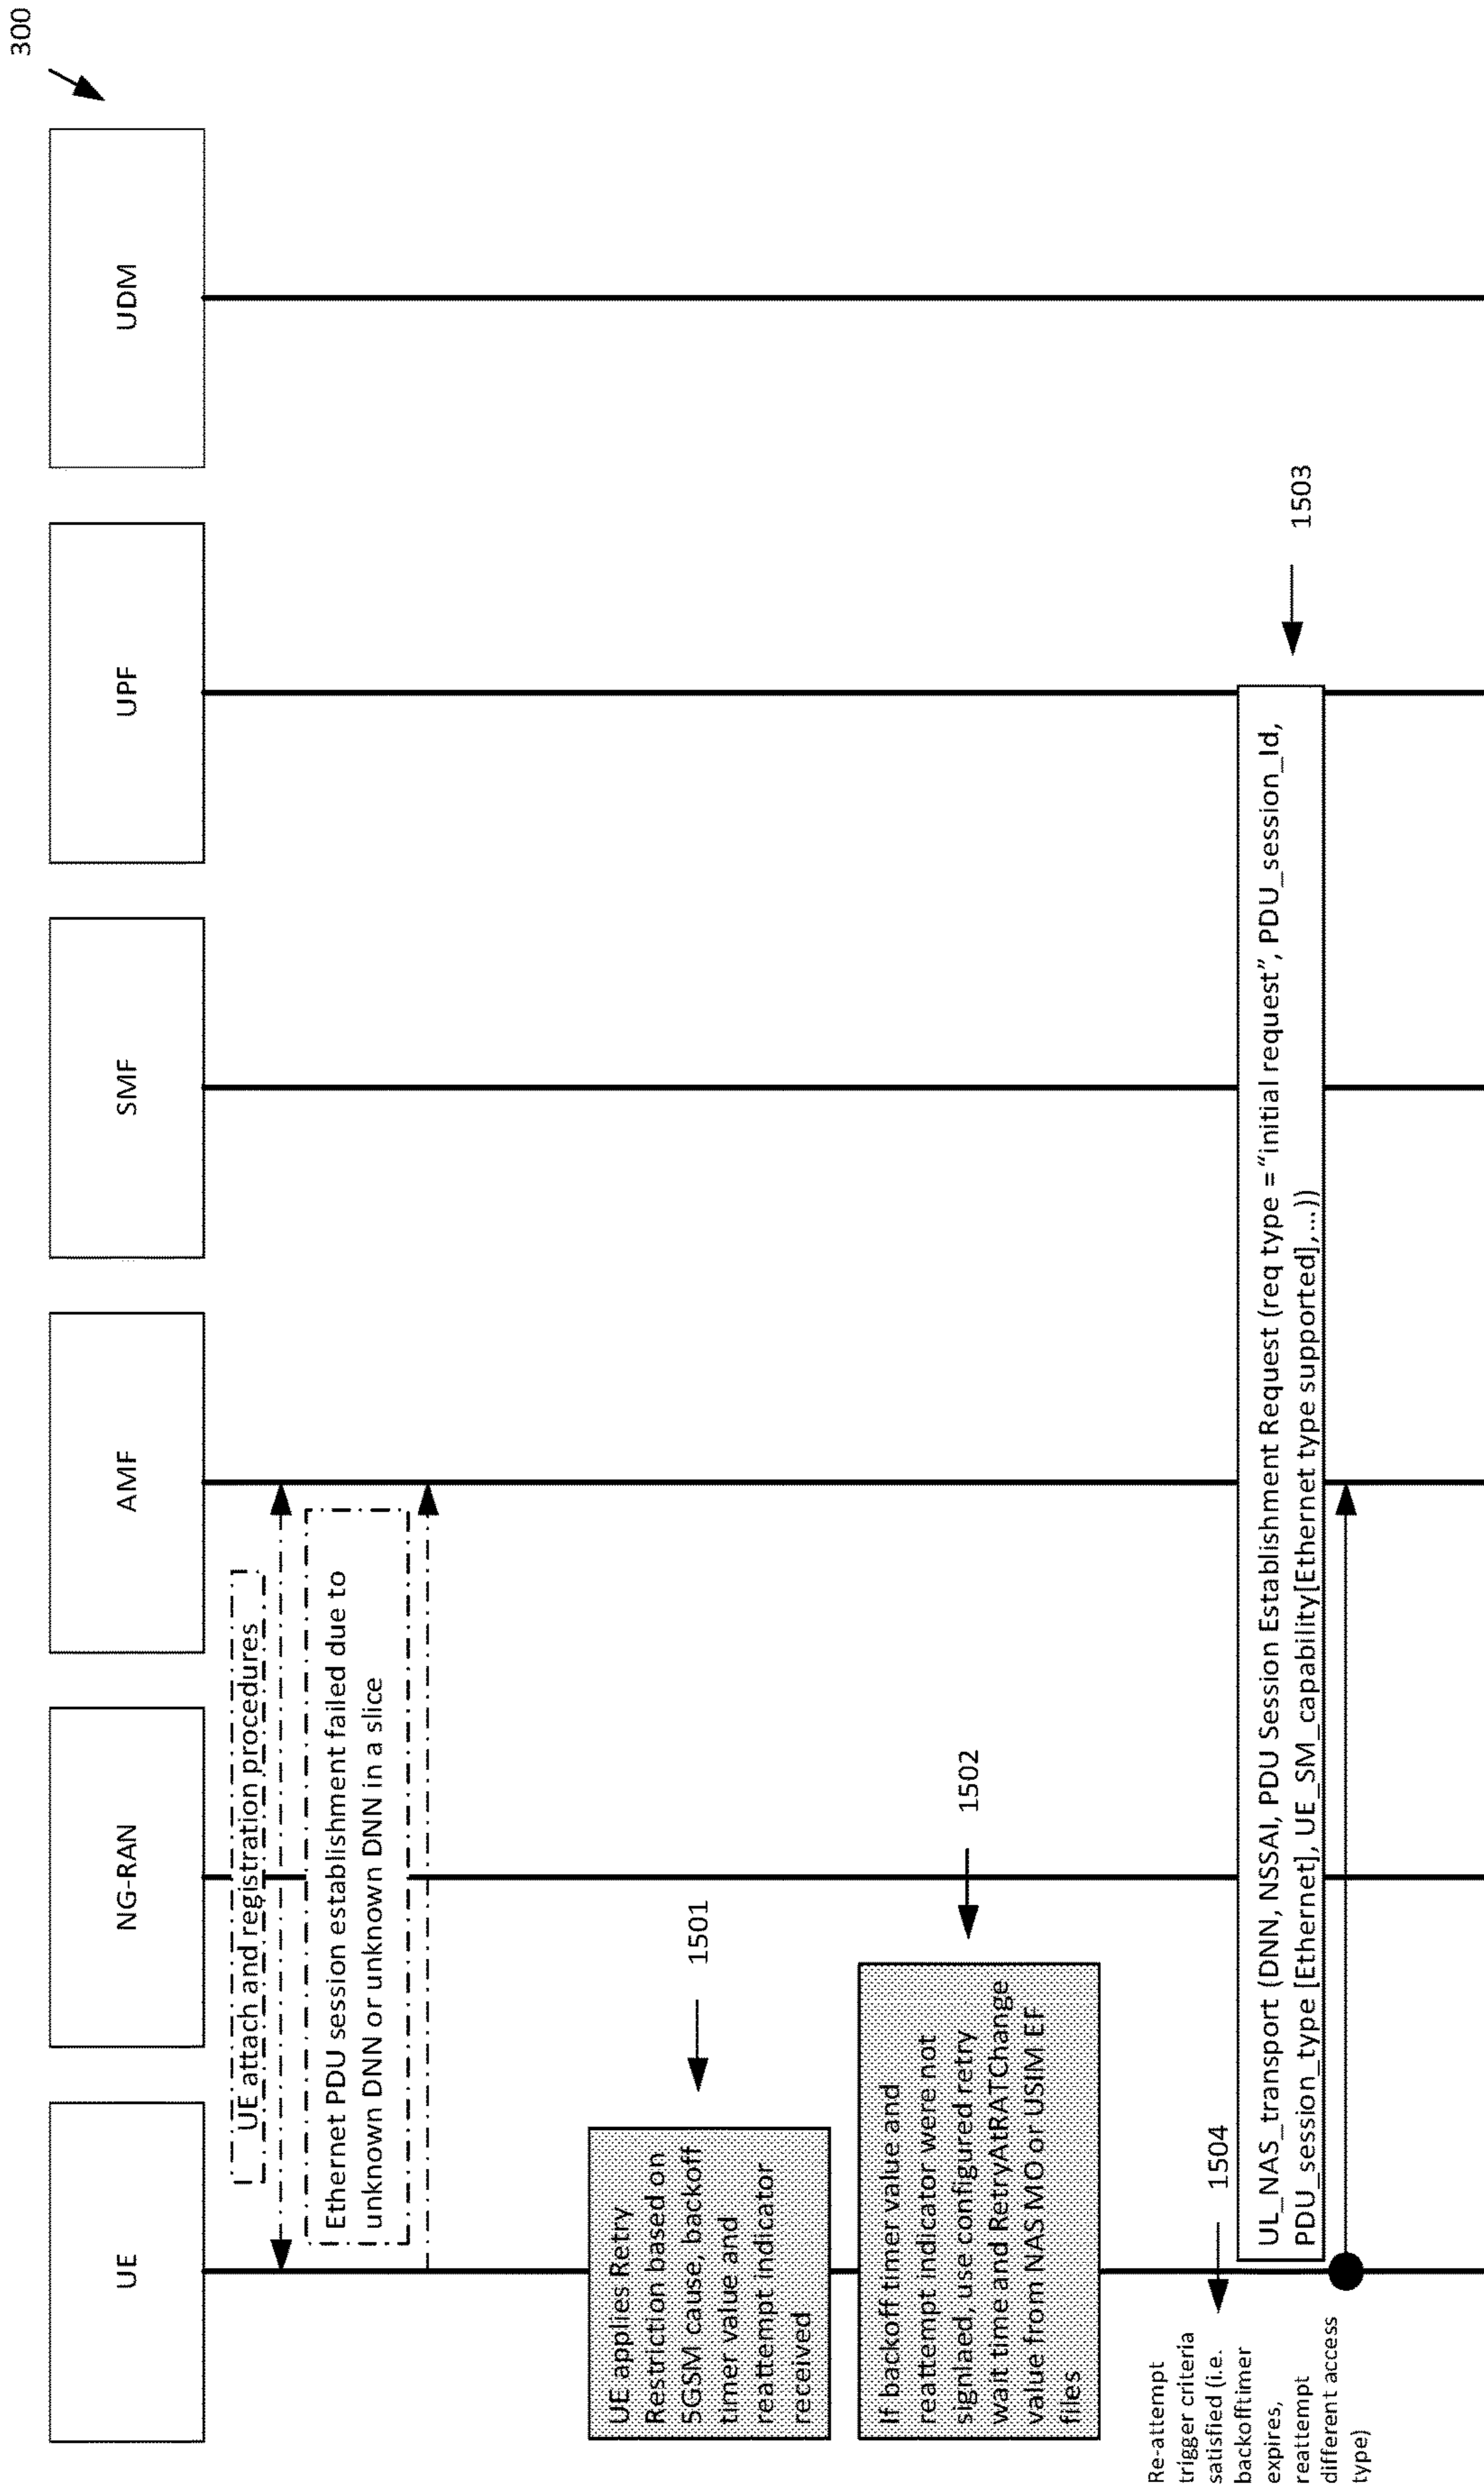 300
UE
NG-RAN
AMF
SMF
UPF
UDM
UE attach and registration procedures
Ethernet PDU session establishment failed due to
unknown DNN or unknown DNN in a slice
UE applies Retry
Restriction based on
5GSM cause, backoff
timer value and
reattempt indicator
received
1501
If backoff timer value and
reattempt indicator were not
signlaed, use configured retry
wait time and RetryAtRATChange
value from NAS SMO or USIM EF
files
1502
Re-attempt
trigger criteria
satisfied (i.e.
backofftimer
expires,
reattempt
different access
type)
1504
UL_NAS_transport (DNN, NSSAI, PDU Session Establishment Request (req type =“initial request”, PDU_session_Id,
PDU_session_type [Ethernet], UE_SM_capability[Ethernet type supported],...))
1503